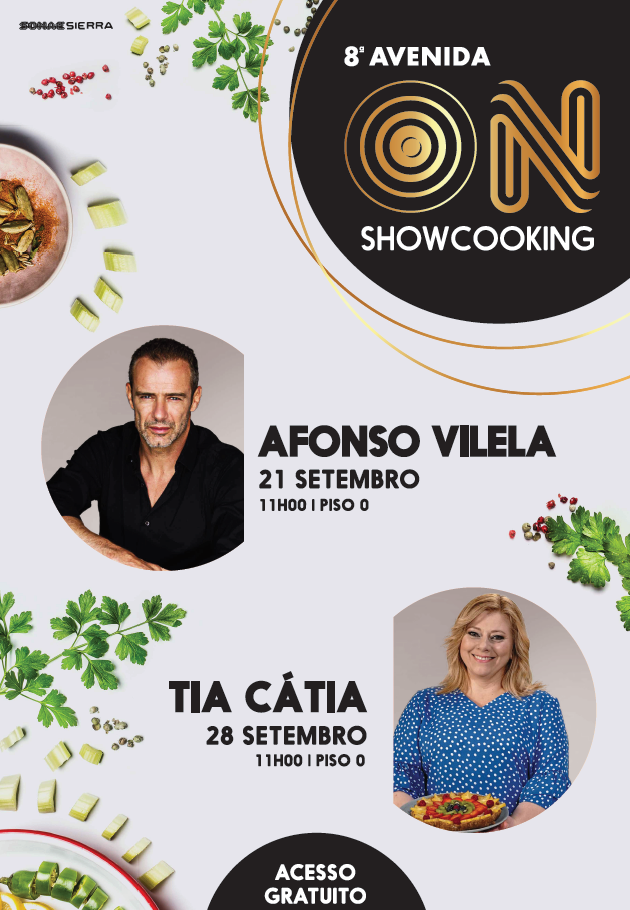 SONAE SIERRA
8ª AVENIDA
ON
SHOWCOOKING
AFONSO VILELA
21 SETEMBRO
11H00 | PISO 0
TIA CÁTIA
28 SETEMBRO
11H00 | PISO 0
ACESSO
GRATUITO